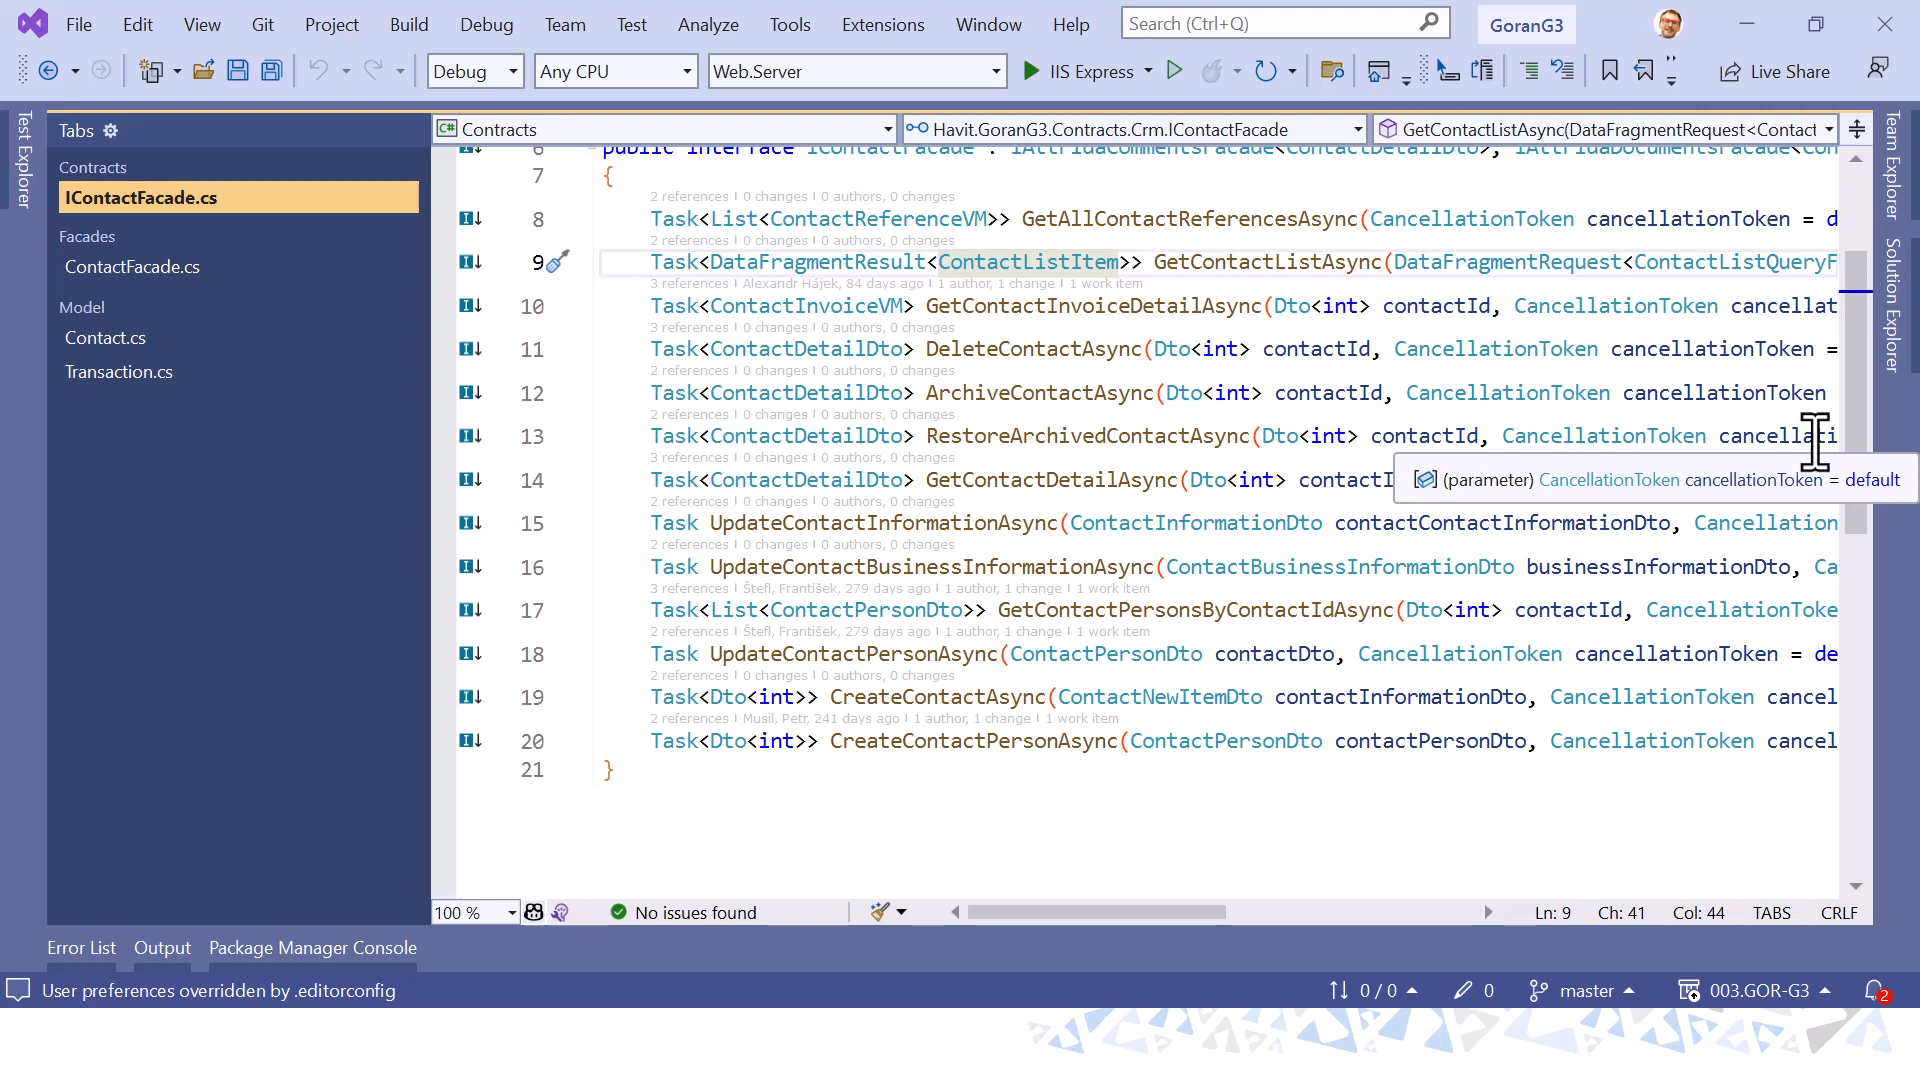 File Edit View Git Project Build Debug Team Test Analyze Tools Extensions Window Help Search (Ctrl+Q) GoranG3
Debug Any CPU Web.Server IIS Express Live Share
Test Explorer
Tabs
Contracts
IContactFacade.cs
Facades
ContactFacade.cs
Model
Contact.cs
Transaction.cs
Contracts Havit.GoranG3.Contracts.Crm.IContactFacade GetContactListAsync(DataFragmentRequest<Contact
6 public interface IContactFacade :
7 {
2 references | 0 changes | 0 authors, 0 changes
8 Task<List<ContactReferenceVM>> GetAllContactReferencesAsync(CancellationToken cancellationToken = d
2 references | 0 changes | 0 authors, 0 changes
9 Task<DataFragmentResult<ContactListItem>> GetContactListAsync(DataFragmentRequest<ContactListQueryF
3 references | Alexandr Hájek, 84 days ago | 1 author, 1 change | 1 work item
10 Task<ContactInvoiceVM> GetContactInvoiceDetailAsync(Dto<int> contactId, CancellationToken cancellat
3 references | 0 changes | 0 authors, 0 changes
11 Task<ContactDetailDto> DeleteContactAsync(Dto<int> contactId, CancellationToken cancellationToken =
2 references | 0 changes | 0 authors, 0 changes
12 Task<ContactDetailDto> ArchiveContactAsync(Dto<int> contactId, CancellationToken cancellationToken
2 references | 0 changes | 0 authors, 0 changes
13 Task<ContactDetailDto> RestoreArchivedContactAsync(Dto<int> contactId, CancellationToken cancellati
3 references | 0 changes | 0 authors, 0 changes
14 Task<ContactDetailDto> GetContactDetailAsync(Dto<int> contactI
(parameter) CancellationToken cancellationToken = default
2 references | 0 changes | 0 authors, 0 changes
15 Task UpdateContactInformationAsync(ContactInformationDto contactContactInformationDto, Cancellation
2 references | 0 changes | 0 authors, 0 changes
16 Task UpdateContactBusinessInformationAsync(ContactBusinessInformationDto businessInformationDto, Ca
3 references | Štefl, František, 279 days ago | 1 author, 1 change | 1 work item
17 Task<List<ContactPersonDto>> GetContactPersonsByContactIdAsync(Dto<int> contactId, CancellationToke
2 references | Štefl, František, 279 days ago | 1 author, 1 change | 1 work item
18 Task UpdateContactPersonAsync(ContactPersonDto contactDto, CancellationToken cancellationToken = de
2 references | 0 changes | 0 authors, 0 changes
19 Task<Dto<int>> CreateContactAsync(ContactNewItemDto contactInformationDto, CancellationToken cancel
2 references | Musil, Petr, 241 days ago | 1 author, 1 change | 1 work item
20 Task<Dto<int>> CreateContactPersonAsync(ContactPersonDto contactPersonDto, CancellationToken cancel
21 }
Team Explorer
Solution Explorer
100 % No issues found Ln: 9 Ch: 41 Col: 44 TABS CRLF
Error List Output Package Manager Console
User preferences overridden by .editorconfig 0 / 0 0 master 003.GOR-G3 2